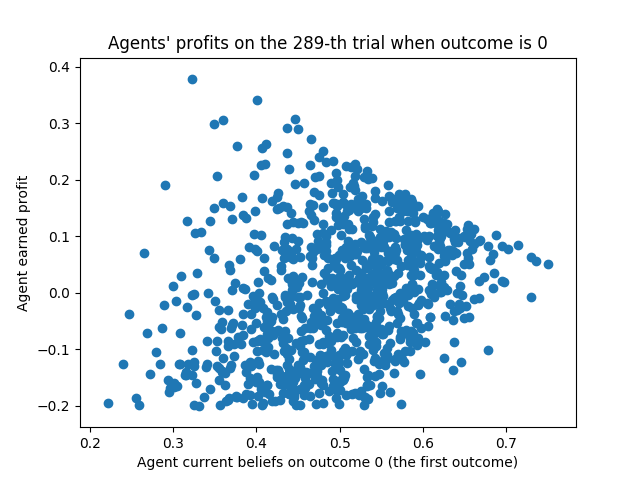 Agents' profits on the 289-th trial when outcome is 0
0.4
0.3
0.2
0.1
0.0
−0.1
−0.2
Agent earned profit
0.2 0.3 0.4 0.5 0.6 0.7
Agent current beliefs on outcome 0 (the first outcome)